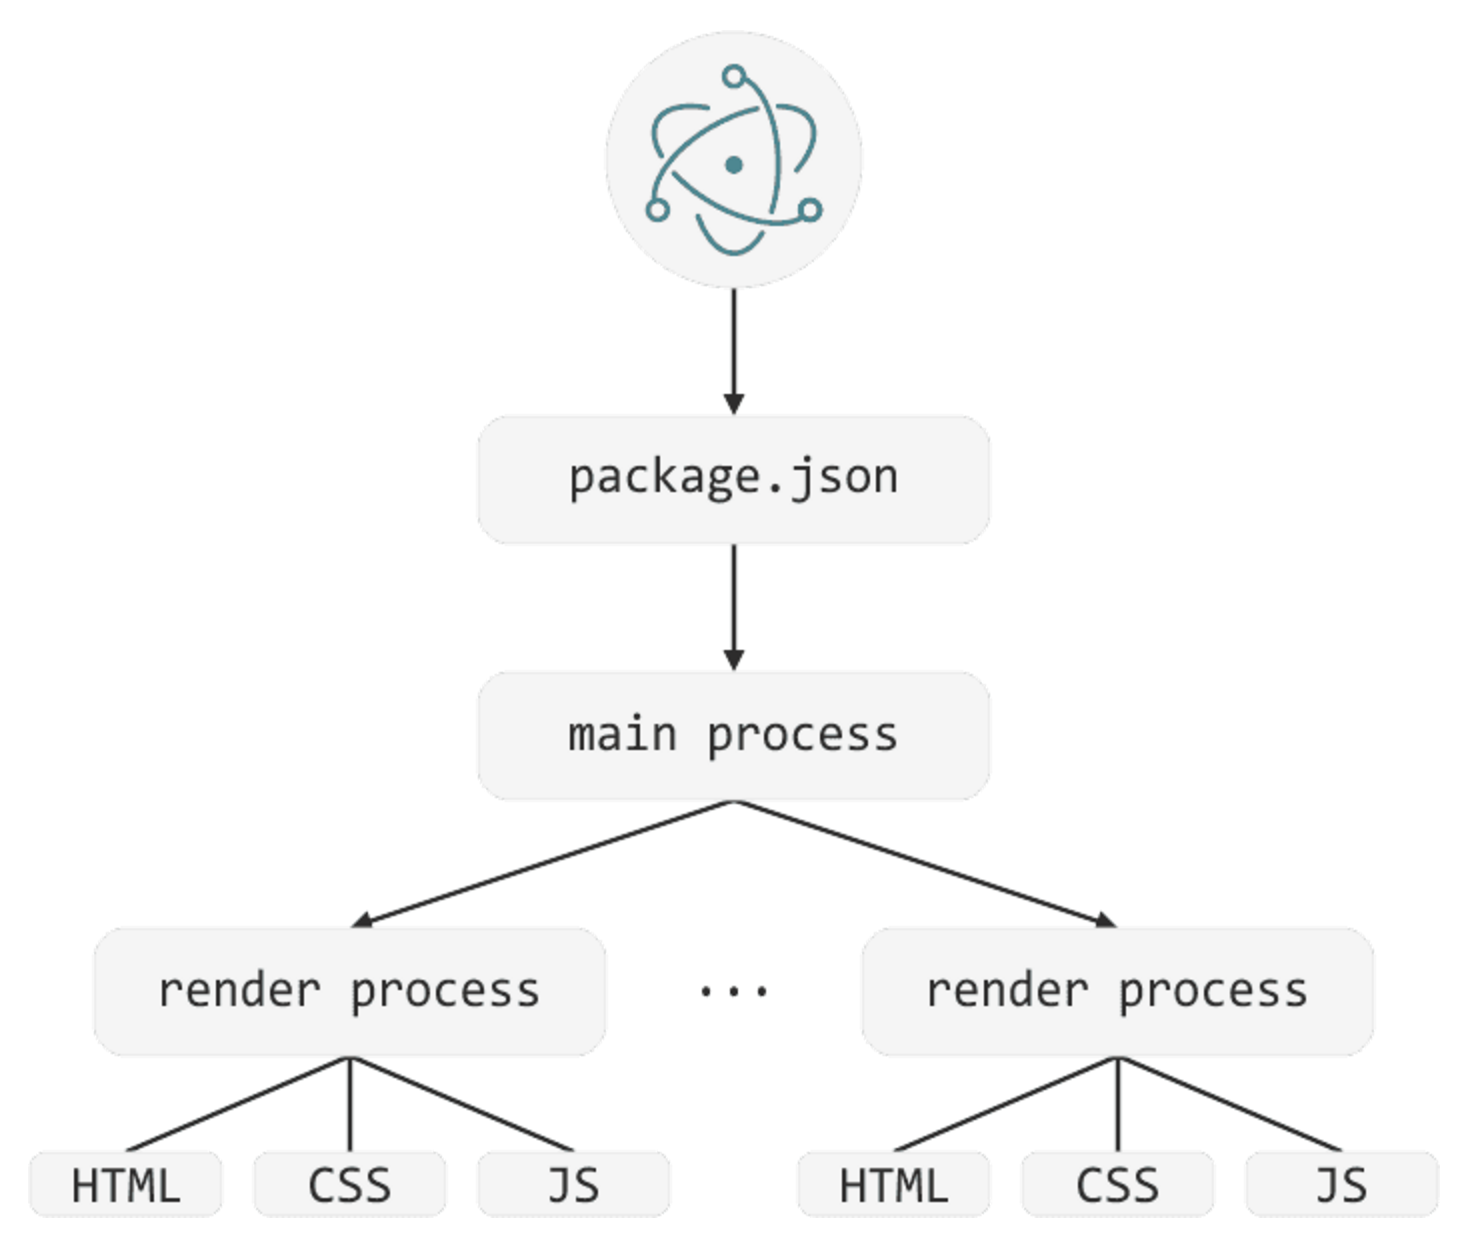 package.json
main process
render process
...
render process
HTML
CSS
JS
HTML
CSS
JS